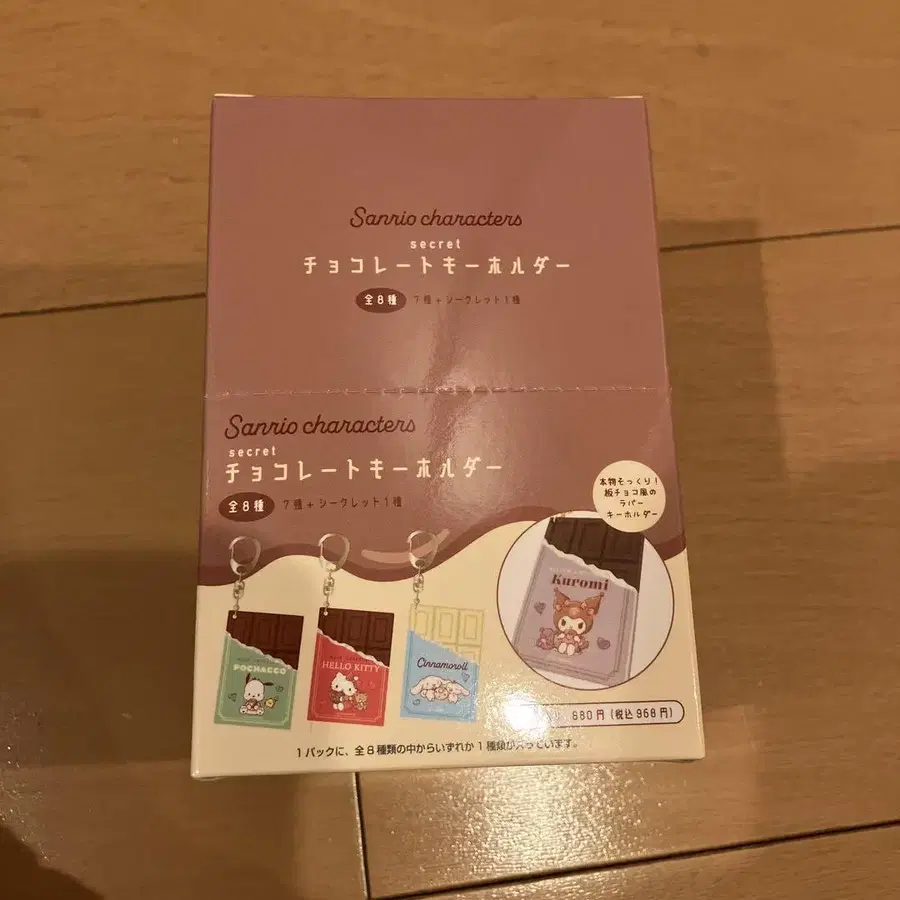 Sanrio characters
secret
チョコレートキーホルダー
全8種 7種+シークレット1種
Sanrio characters
secret
チョコレートキーホルダー
全8種 7種+シークレット1種
本物そっくり!
板チョコ風の
ラバー
キーホルダー
Kuromi
POCHACCO
HELLO KITTY
Cinnamoroll
880円(税込968円)
1パックに、全8種類の中からいずれか1種類が入っています。